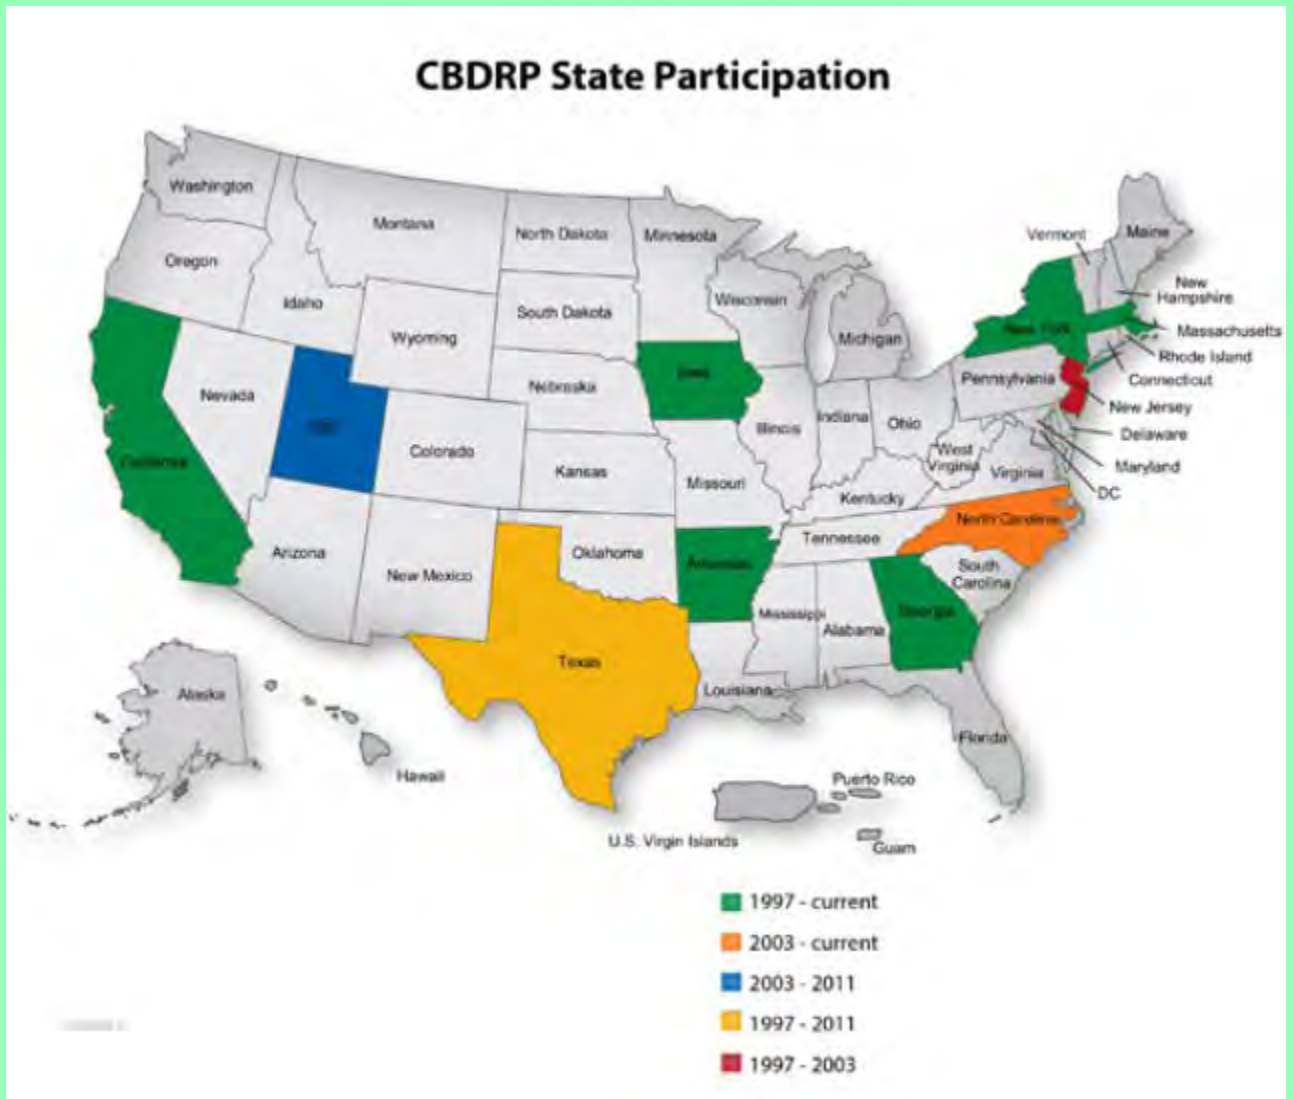 CBDRP State Participation
Washington
Montana
North Dakota
Minnesota
Vermont
Maine
Oregon
Idaho
Wyoming
South Dakota
Wisconsin
Michigan
New
Hampshire
New York
Massachusetts
Rhode Island
Connecticut
New Jersey
Delaware
Maryland
DC
Nevada
Nebraska
Iowa
Illinois
Indiana
Ohio
Pennsylvania
West
Virginia
Virginia
California
Colorado
Kansas
Missouri
Kentucky
North Carolina
Tennessee
South
Carolina
Arizona
New Mexico
Oklahoma
Arkansas
Mississippi
Alabama
Georgia
Texas
Louisiana
Florida
Alaska
Hawaii
Puerto Rico
U.S. Virgin Islands
Guam
1997 - current
2003 - current
2003 - 2011
1997 - 2011
1997 - 2003